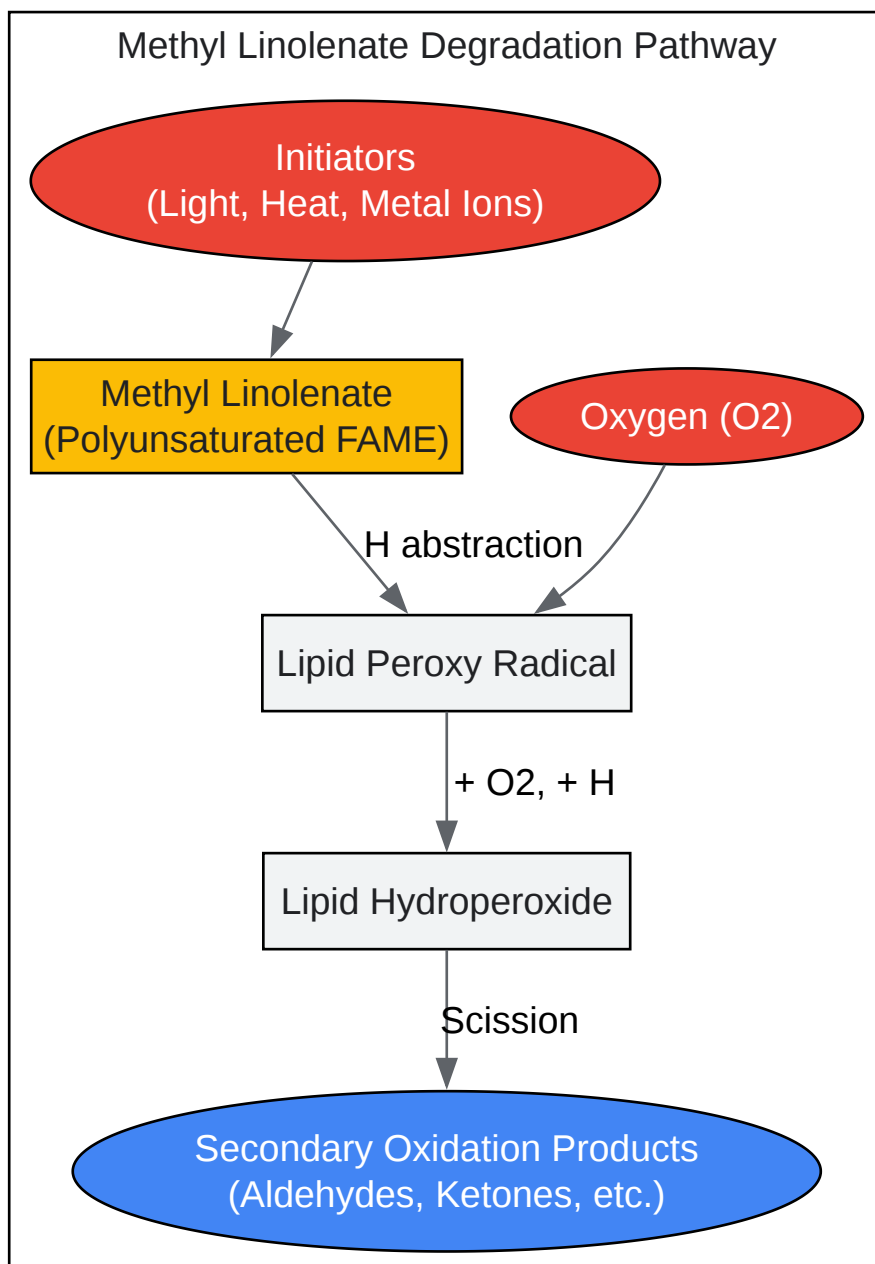 Methyl Linolenate Degradation Pathway
Initiators
(Light, Heat, Metal Ions)
Methyl Linolenate
(Polyunsaturated FAME)
Oxygen (O2)
H abstraction
Lipid Peroxy Radical
+ O2, + H
Lipid Hydroperoxide
Scission
Secondary Oxidation Products
(Aldehydes, Ketones, etc.)